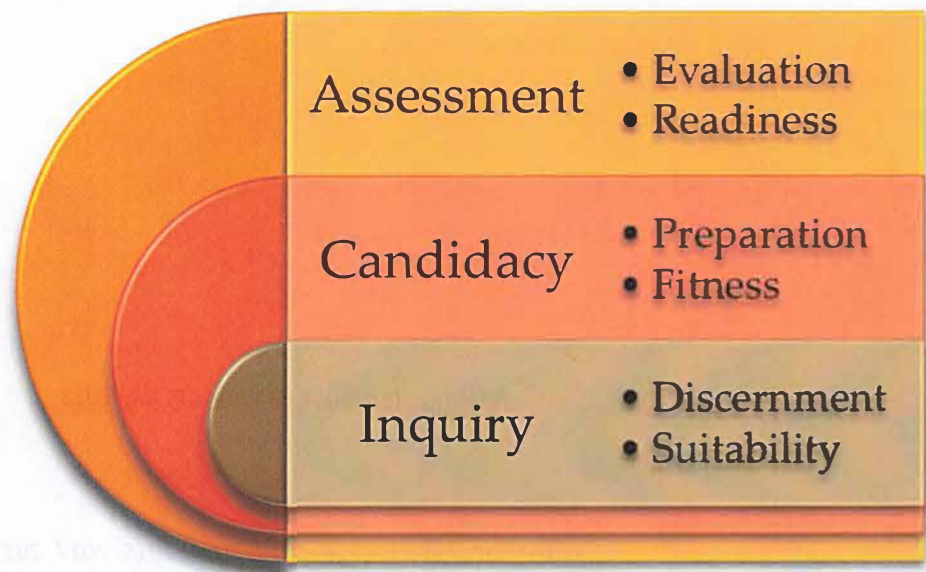 Assessment
• Evaluation
• Readiness
Candidacy
• Preparation
• Fitness
Inquiry
• Discernment
• Suitability